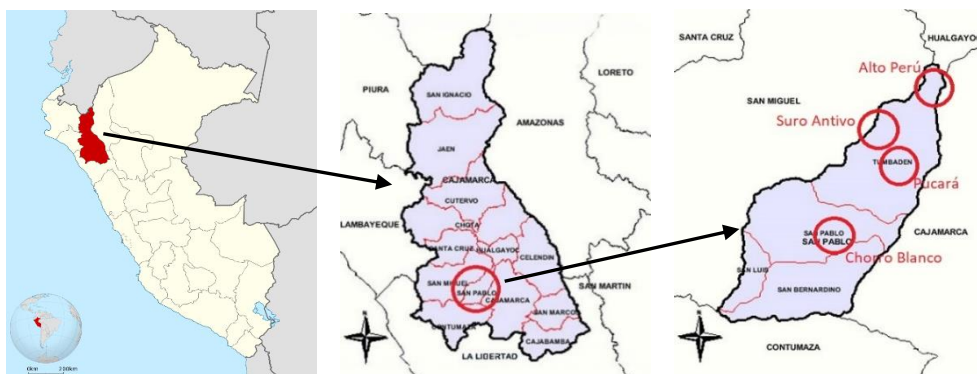 0km 200km
PIURA
LORETO
SAN IGNACIO
AMAZONAS
JAEN
CAJAMARCA
CUTERVO
LAMBAYEQUE
CHOTA
SANTA CRUZ
HUALGAYOC
CELENDIN
SAN MIGUEL
SAN PABLO
CAJAMARCA
SAN MARTIN
SAN MARCOS
CONTUMAZA
CAJABAMBA
LA LIBERTAD
SANTA CRUZ
HUALGAYOC
Alto Perú
SAN MIGUEL
Suro Antivo
TUMBADEN
Pucará
CAJAMARCA
SAN PABLO
SAN PABLO
Chorro Blanco
SAN LUIS
SAN BERNARDINO
CONTUMAZA